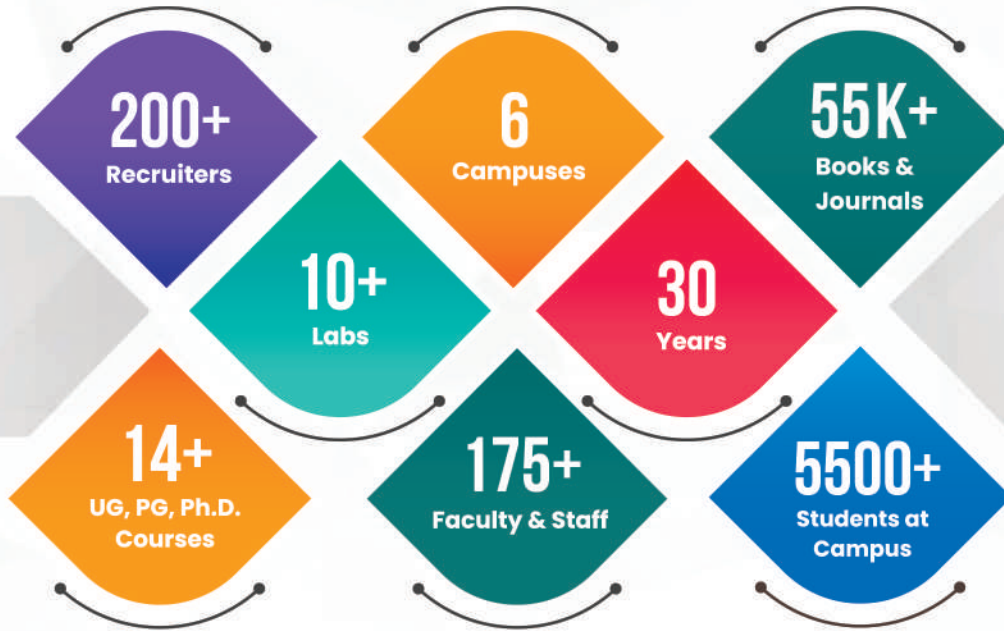 200+
Recruiters
6
Campuses
55K+
Books &
Journals
10+
Labs
30
Years
14+
UG, PG, Ph.D.
Courses
175+
Faculty & Staff
5500+
Students at
Campus